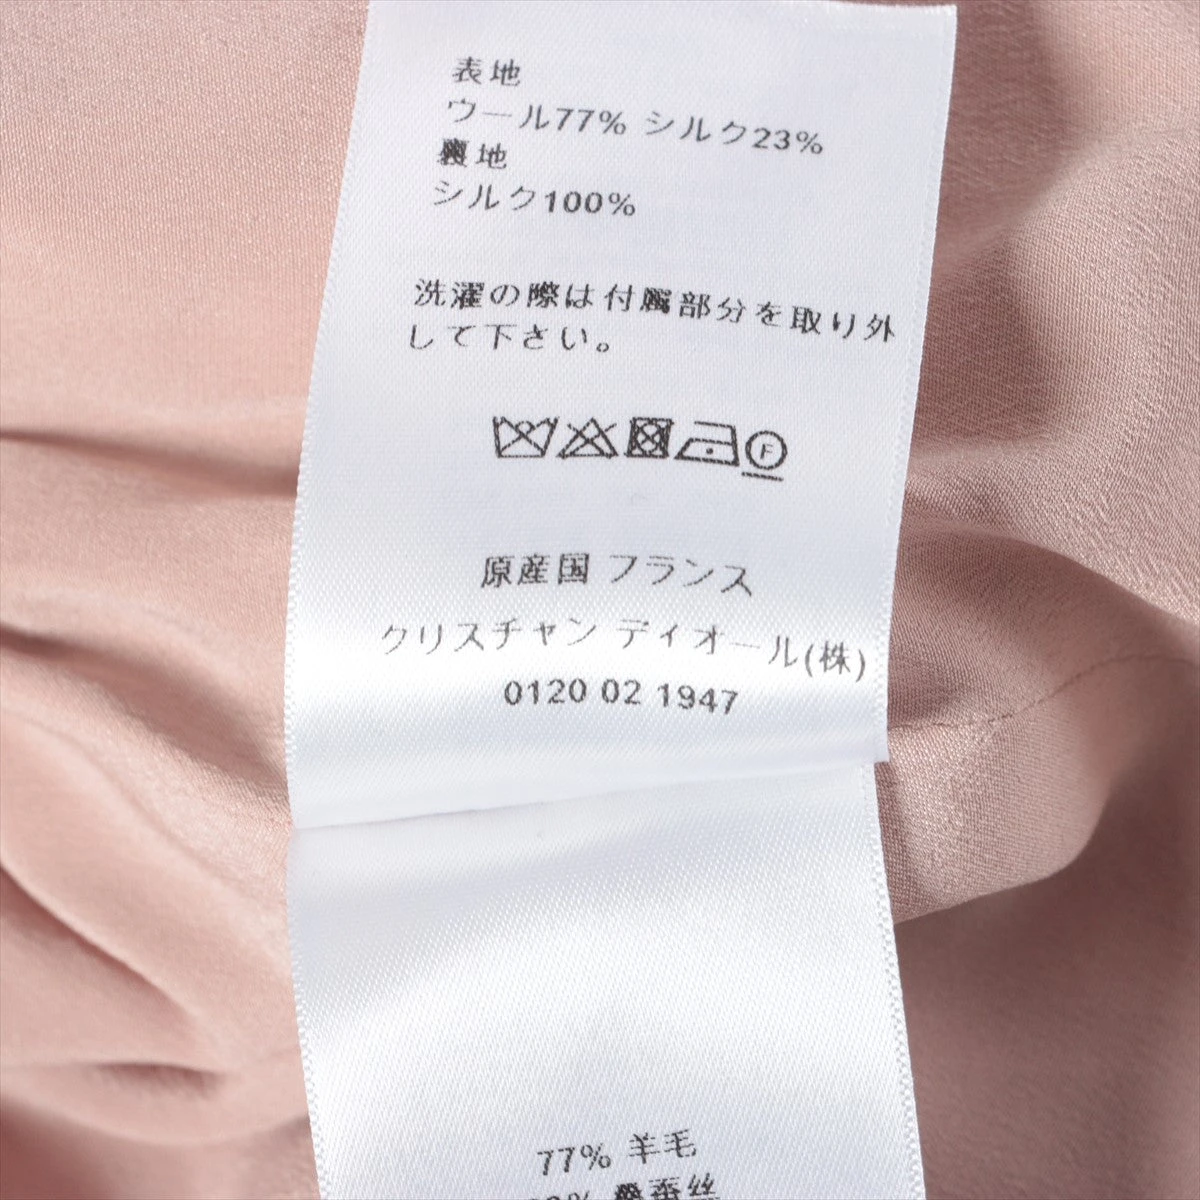 表地
ウール77% シルク23%
裏地
シルク100%
洗濯の際は付属部分を取り外
して下さい。
F
原産国 フランス
クリスチャン ディオール(株)
0120 02 1947
77% 羊毛
蚕丝